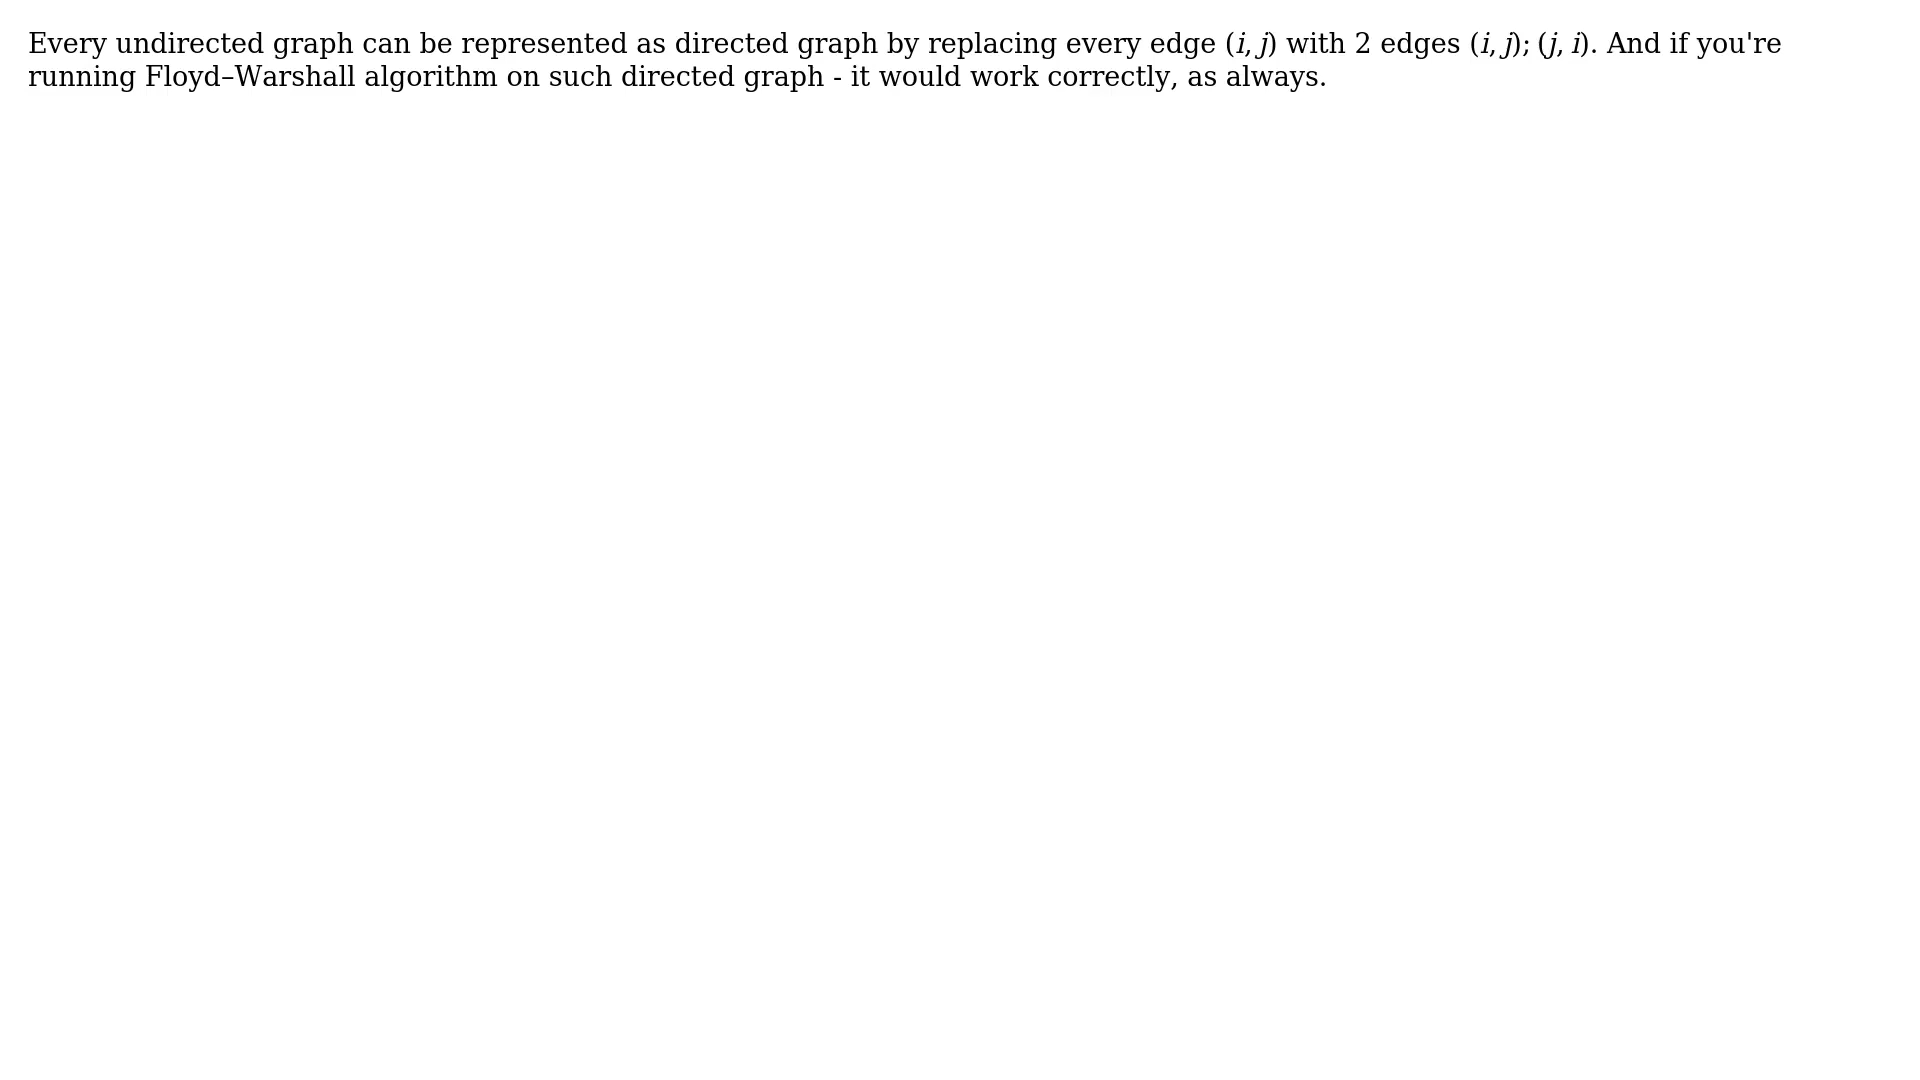 Every undirected graph can be represented as directed graph by replacing every edge (i, j) with 2 edges (i, j); (j, i). And if you're
running Floyd–Warshall algorithm on such directed graph - it would work correctly, as always.